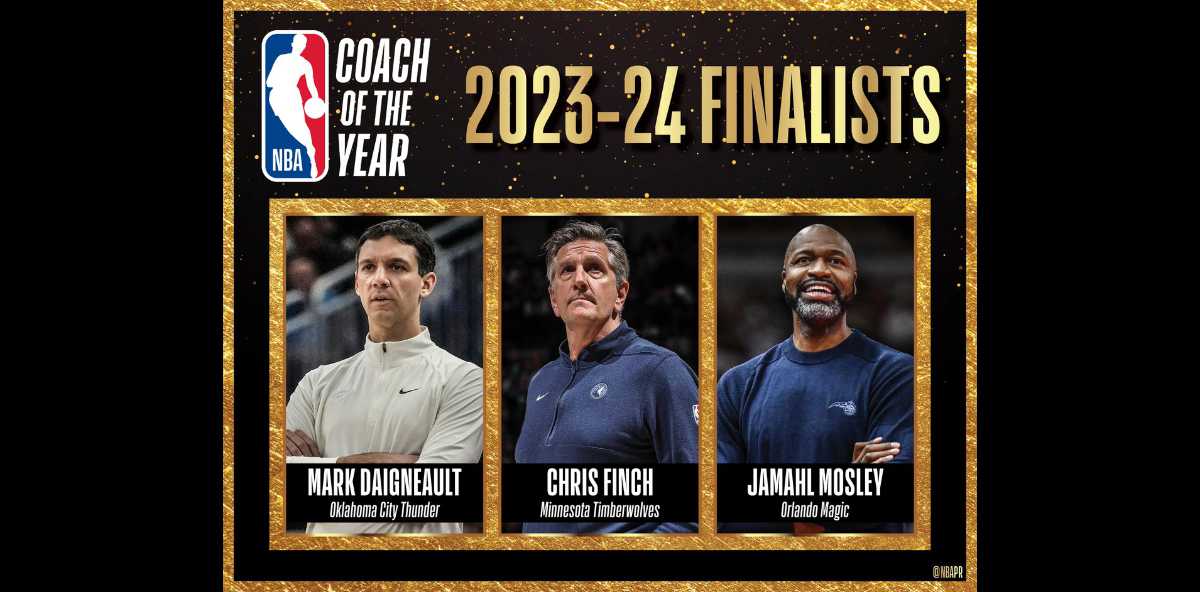 COACH
OF THE
YEAR
NBA
2023-24 FINALISTS
MARK DAIGNEAULT
Oklahoma City Thunder
CHRIS FINCH
Minnesota Timberwolves
JAMAHL MOSLEY
Orlando Magic
@NBAPR